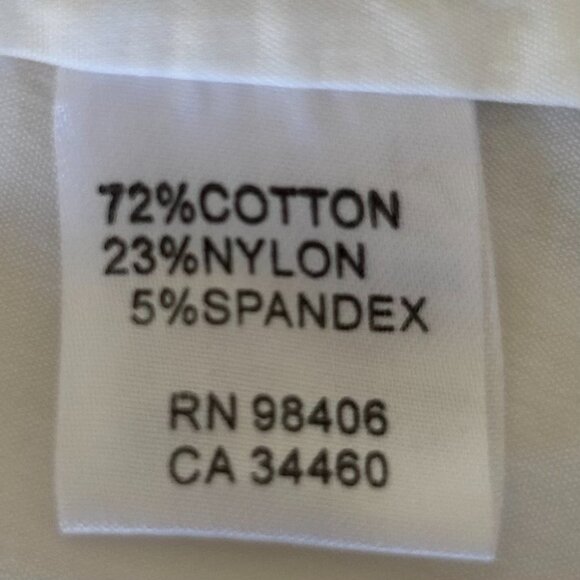 72%COTTON
23%NYLON
5%SPANDEX
RN 98406
CA 34460